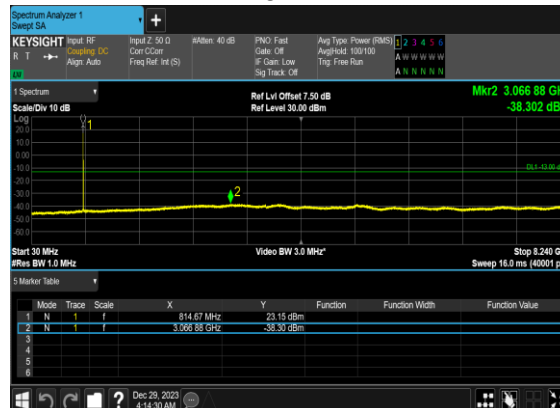 Spectrum Analyzer 1
Swept SA
+
KEYSIGHT Input: RF Input Z: 50 Ω #Atten: 40 dB PNO: Fast Avg Type: Power (RMS) 1 2 3 4 5 6
R T Coupling: DC Corr CCorr Gate: Off Avg|Hold: 100/100 A W W W W W
Align: Auto Freq Ref: Int (S) IF Gain: Low Trig: Free Run
Sig Track: Off A N N N N N
1 Spectrum
Ref Lvl Offset 7.50 dB Mkr2 3.066 88 GH
Scale/Div 10 dB Ref Level 30.00 dBm -38.302 dB
Log
1
20.0
10.0
0.00
-10.0
DL1 -13.00 d
-20.0
-30.0
2
-40.0
-50.0
-60.0
Start 30 MHz Video BW 3.0 MHz* Stop 8.240 G
#Res BW 1.0 MHz Sweep 16.0 ms (40001 p
5 Marker Table
Mode Trace Scale X Y Function Function Width Function Value
1 N 1 f 814.67 MHz 23.15 dBm
2 N 1 f 3.066 88 GHz -38.30 dBm
3
4
5
6
? Dec 29, 2023
4:14:30 AM